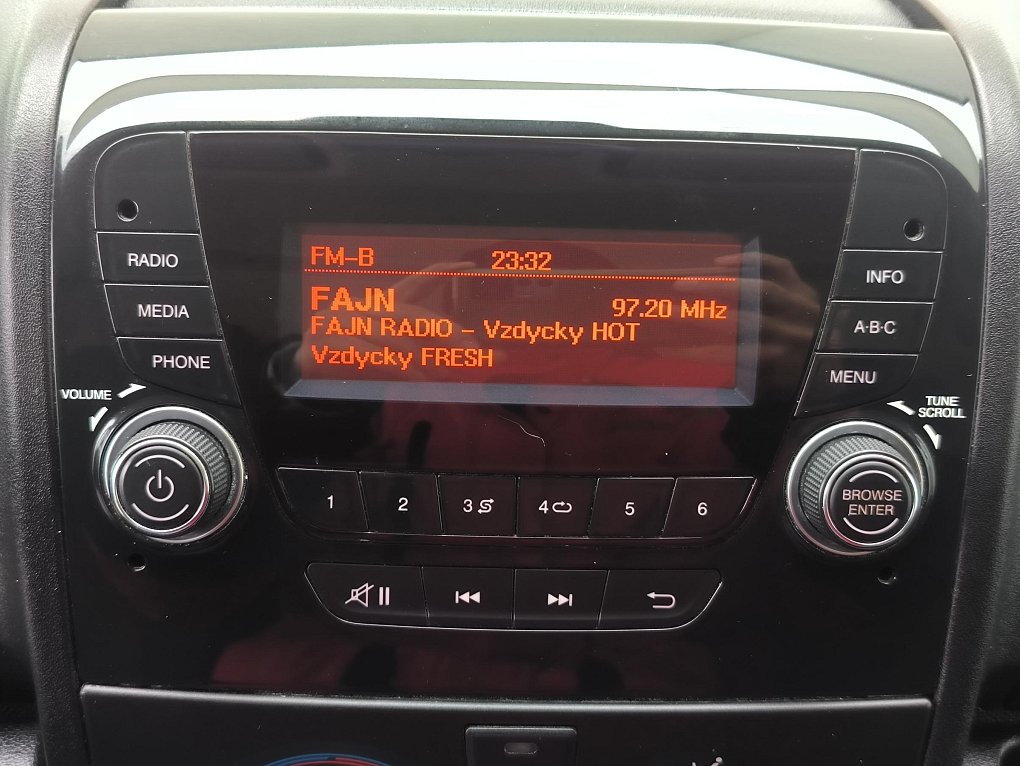 FM-B 23:32
FAJN 97.20 MHz
FAJN RADIO - Vzdycky HOT
Vzdycky FRESH
RADIO
MEDIA
PHONE
VOLUME
INFO
A·B·C
MENU
TUNE
SCROLL
BROWSE
ENTER
1 2 3 4 5 6